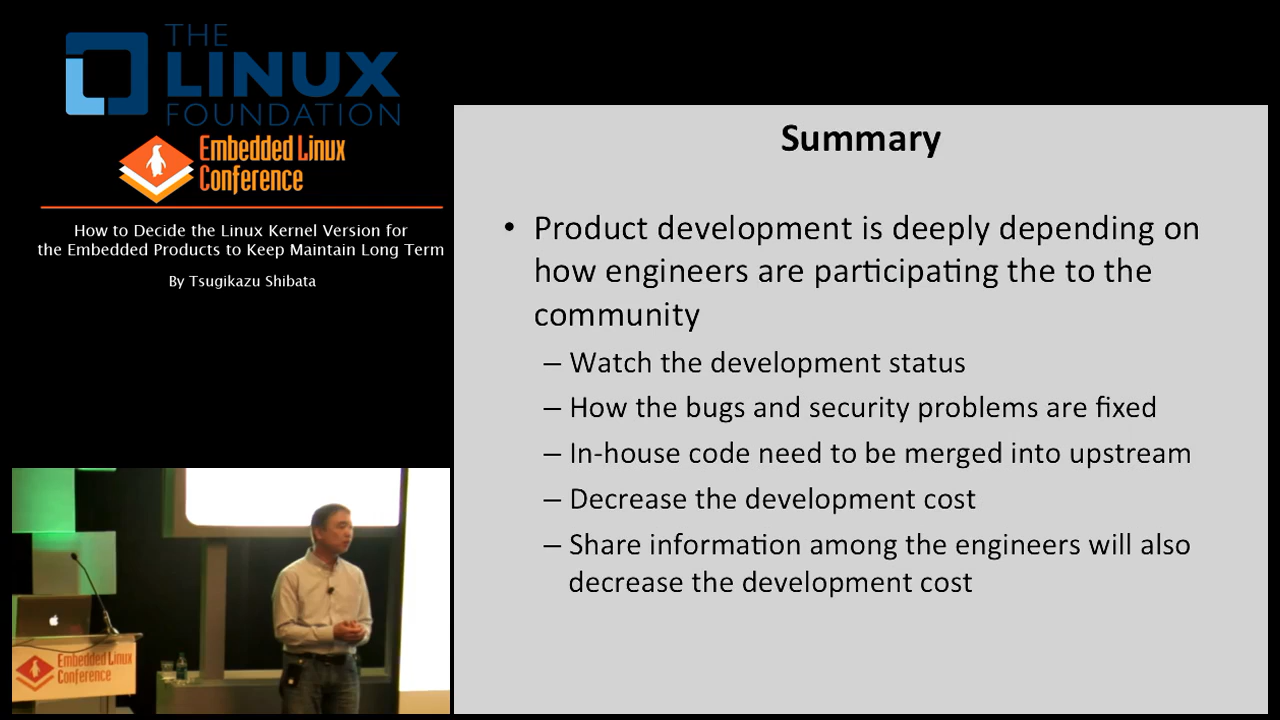 THE
LINUX
FOUNDATION
Embedded Linux
Conference
How to Decide the Linux Kernel Version for
the Embedded Products to Keep Maintain Long Term
By Tsugikazu Shibata
Summary
• Product development is deeply depending on
how engineers are participating the to the
community
– Watch the development status
– How the bugs and security problems are fixed
– In-house code need to be merged into upstream
– Decrease the development cost
– Share information among the engineers will also
decrease the development cost
Embedded Linux
Conference